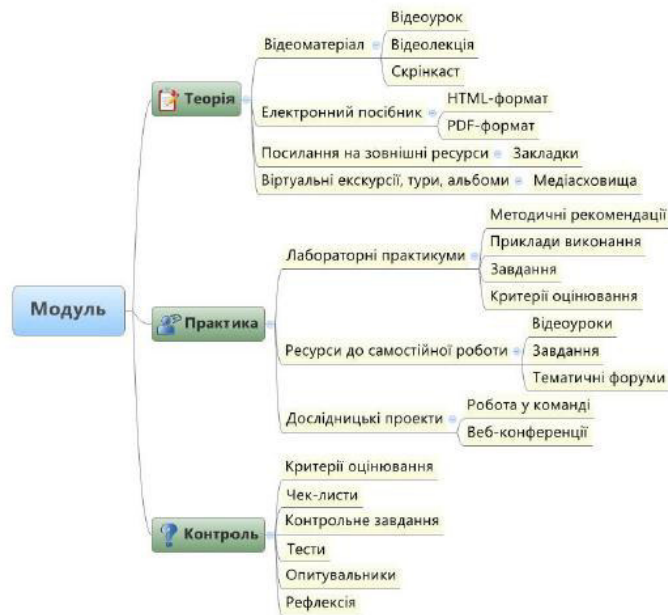 Модуль
Теорія
Відеоматеріал
Відеоурок
Відеолекція
Скрінкаст
Електронний посібник
HTML-формат
PDF-формат
Посилання на зовнішні ресурси
Закладки
Віртуальні екскурсії, тури, альбоми
Медіасховища
Практика
Лабораторні практикуми
Методичні рекомендації
Приклади виконання
Завдання
Критерії оцінювання
Ресурси до самостійної роботи
Відеоуроки
Завдання
Тематичні форуми
Дослідницькі проекти
Робота у команді
Веб-конференції
Контроль
Критерії оцінювання
Чек-листи
Контрольне завдання
Тести
Опитувальники
Рефлексія